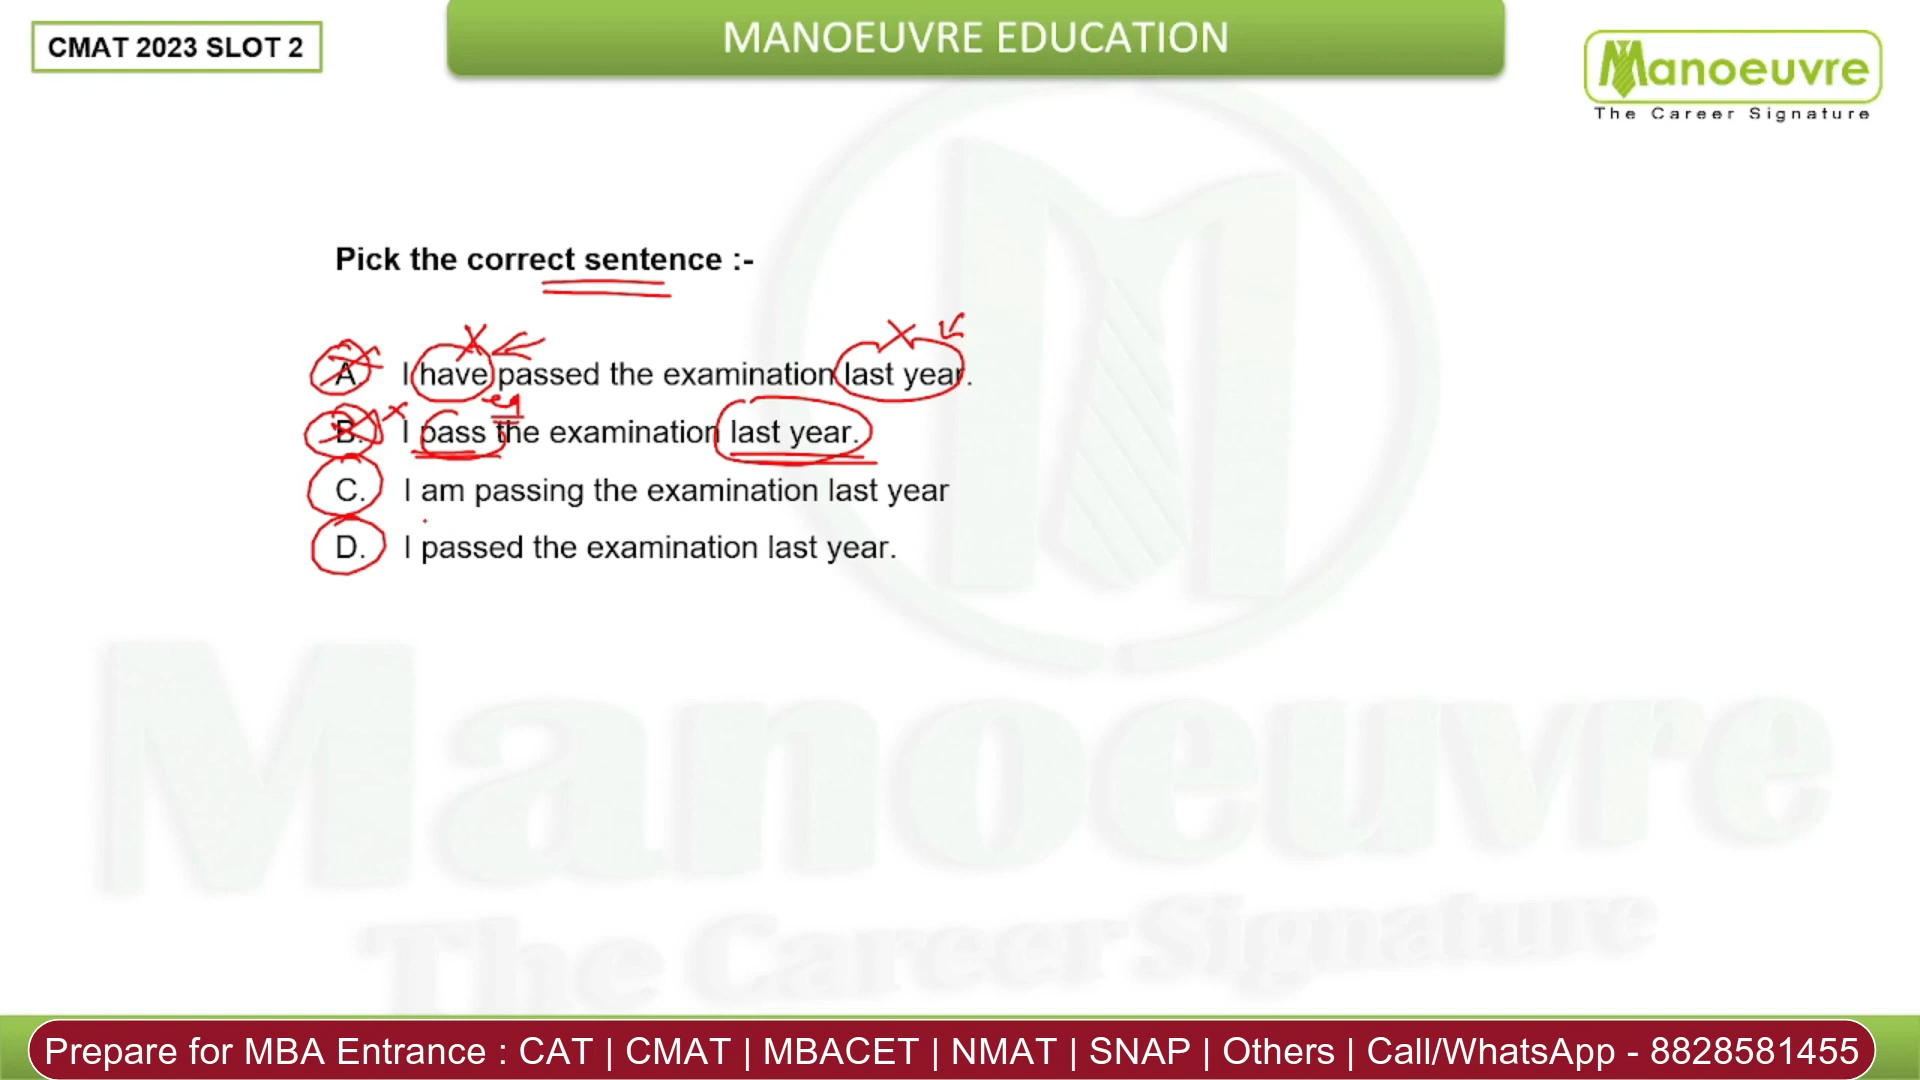 CMAT 2023 SLOT 2
MANOEUVRE EDUCATION
Manoeuvre
The Career Signature
Pick the correct sentence :-
A. I have passed the examination last year.
B. I pass the examination last year.
C. I am passing the examination last year
D. I passed the examination last year.
Manoeuvre
The Career Signature
Prepare for MBA Entrance : CAT | CMAT | MBACET | NMAT | SNAP | Others | Call/WhatsApp - 8828581455